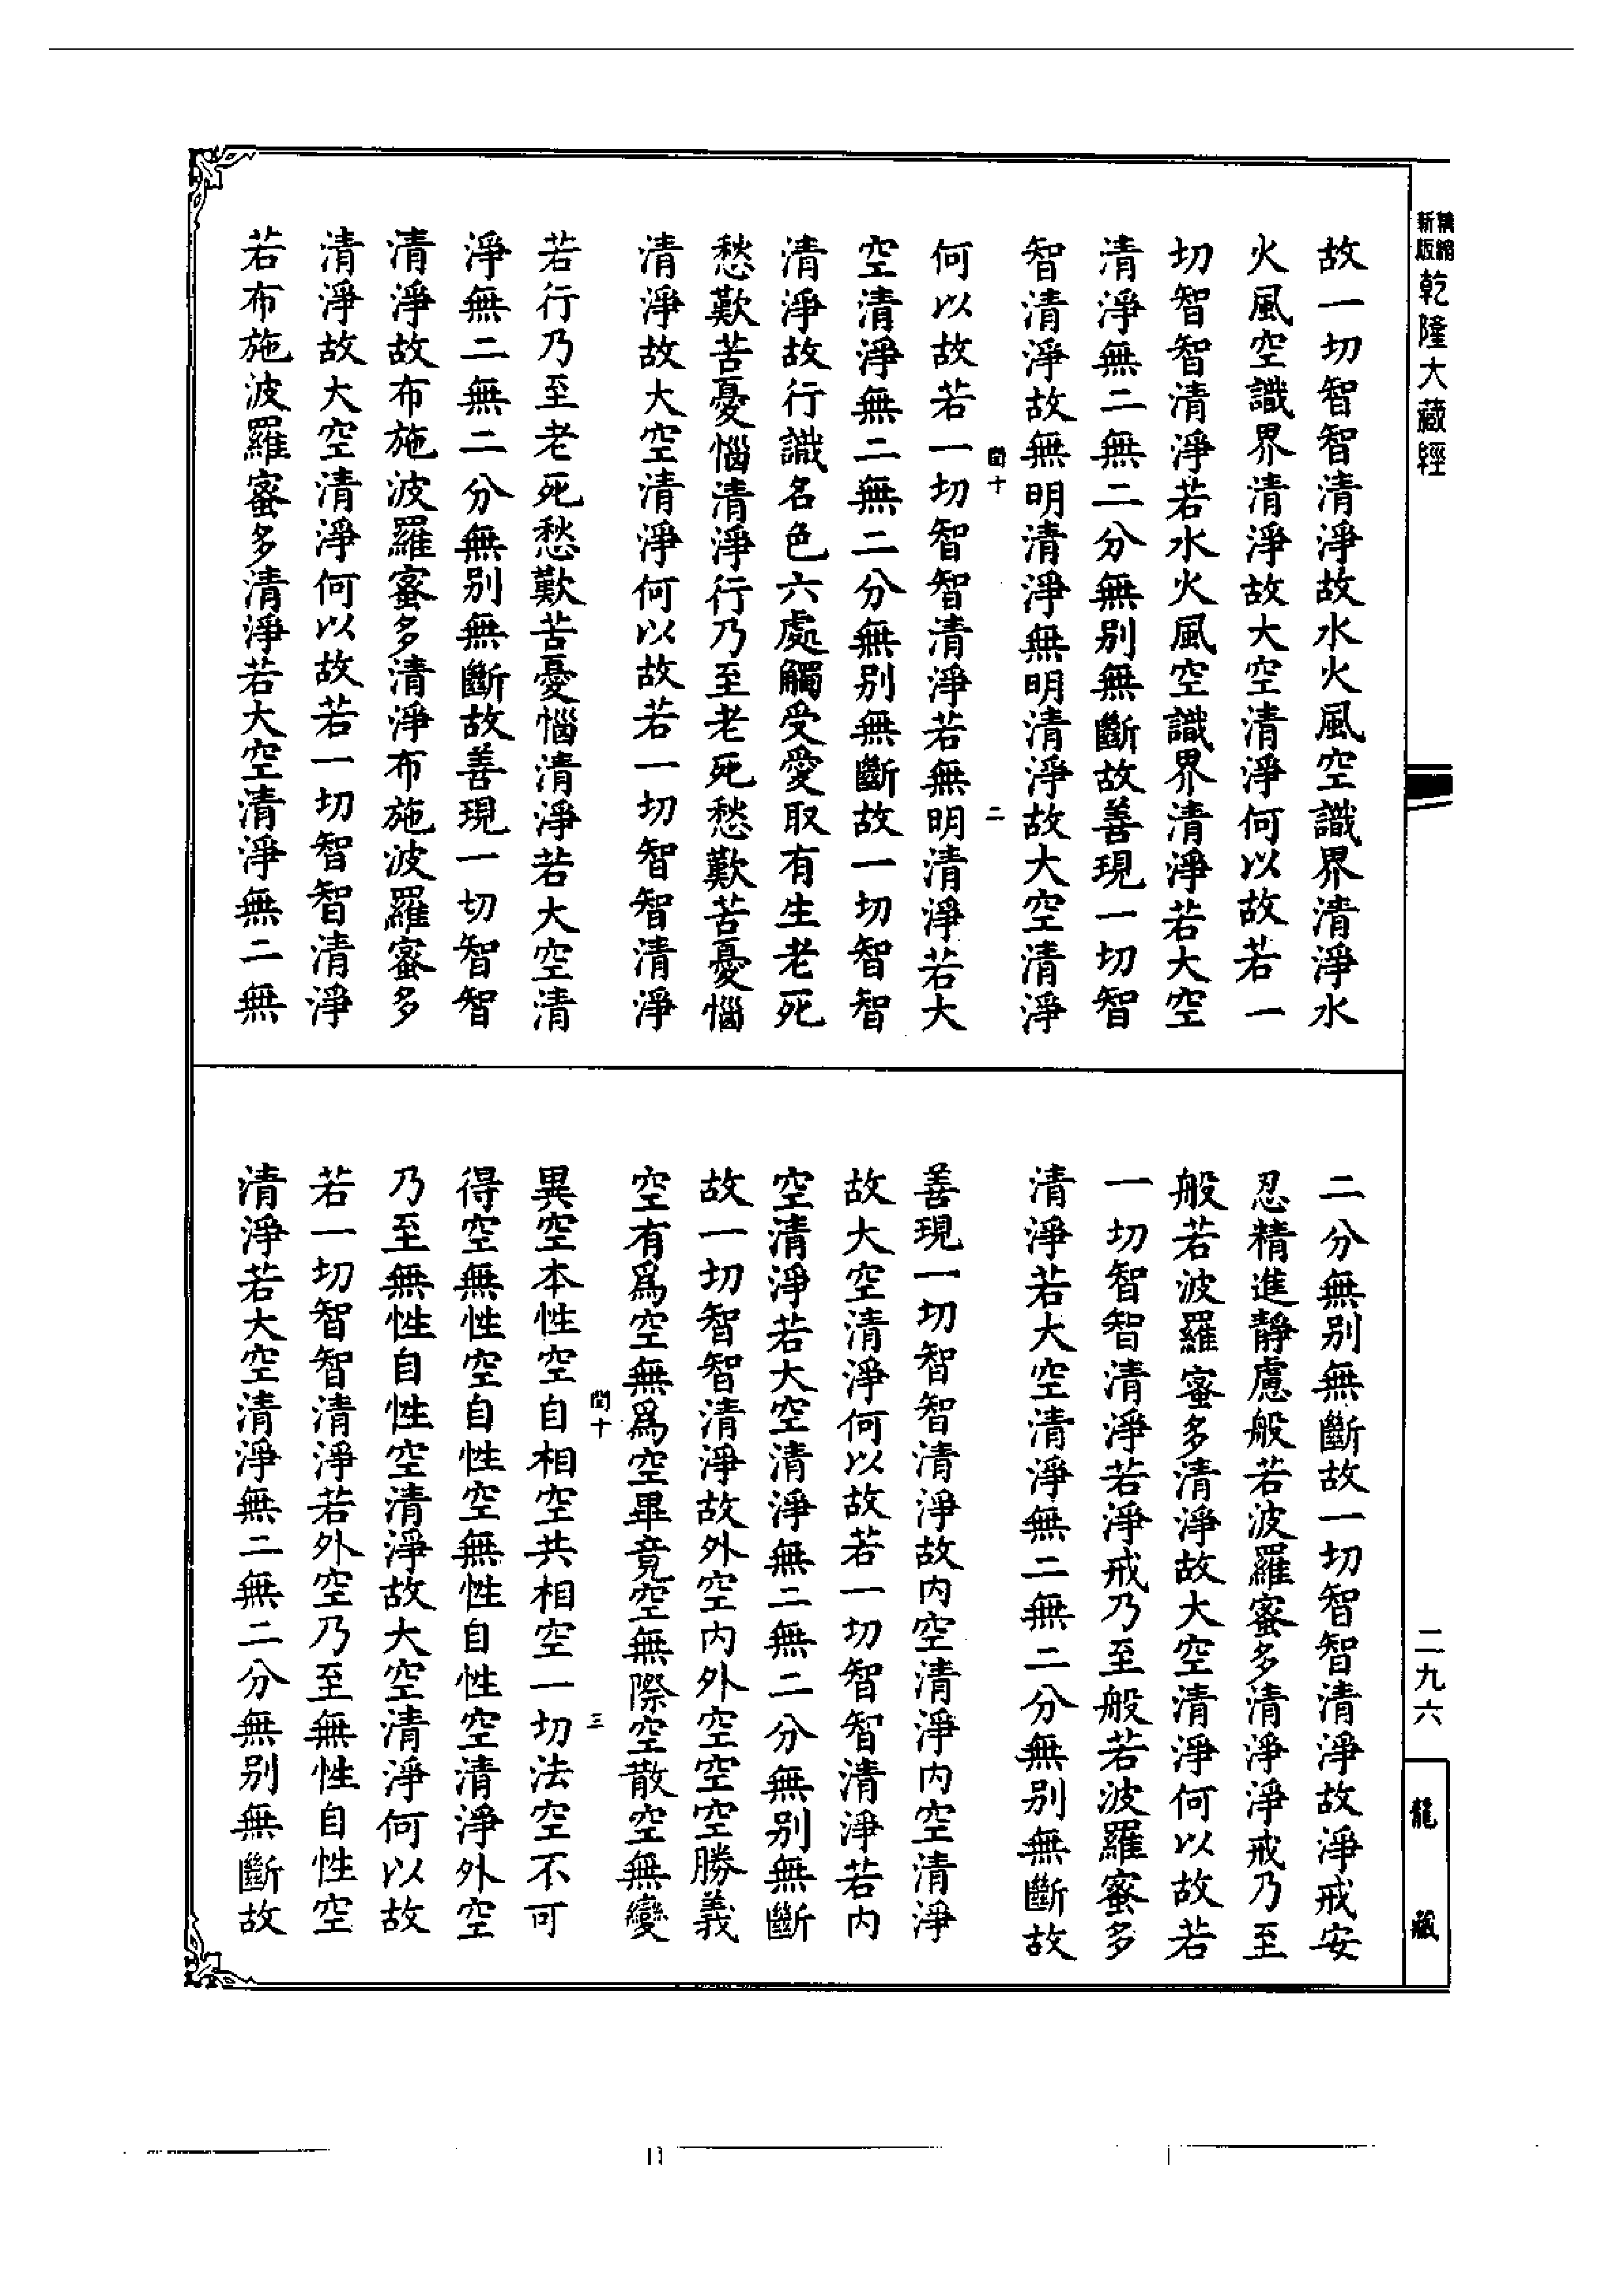 新版
精縮
乾隆大藏經
故一切智智清淨故水火風空識界清淨水
火風空識界清淨故大空清淨何以故若一
切智智清淨若水火風空識界清淨若大空
清淨無二無二分無別無斷故善現一切智
智清淨故無明清淨無明清淨故大空清淨
十
二
何以故若一切智智清淨若無明清淨若大
空清淨無二無二分無別無斷故一切智智
清淨故行識名色六處觸受愛取有生老死
愁歎苦憂惱清淨行乃至老死愁歎苦憂惱
清淨故大空清淨何以故若一切智智清淨
若行乃至老死愁歎苦憂惱清淨若大空清
淨無二無二分無別無斷故善現一切智智
清淨故布施波羅蜜多清淨布施波羅蜜多
清淨故大空清淨何以故若一切智智清淨
若布施波羅蜜多清淨若大空清淨無二無
二分無別無斷故一切智智清淨故淨戒安
忍精進靜慮般若波羅蜜多清淨淨戒乃至
般若波羅蜜多清淨故大空清淨何以故若
一切智智清淨若淨戒乃至般若波羅蜜多
清淨若大空清淨無二無二分無別無斷故
善現一切智智清淨故內空清淨內空清淨
故大空清淨何以故若一切智智清淨若內
空清淨若大空清淨無二無二分無別無斷
故一切智智清淨故外空內外空空空勝義
空有爲空無爲空畢竟空無際空散空無變
十
三
異空本性空自相空共相空一切法空不可
得空無性空自性空無性自性空清淨外空
乃至無性自性空清淨故大空清淨何以故
若一切智智清淨若外空乃至無性自性空
清淨若大空清淨無二無二分無別無斷故
二九六
龍藏